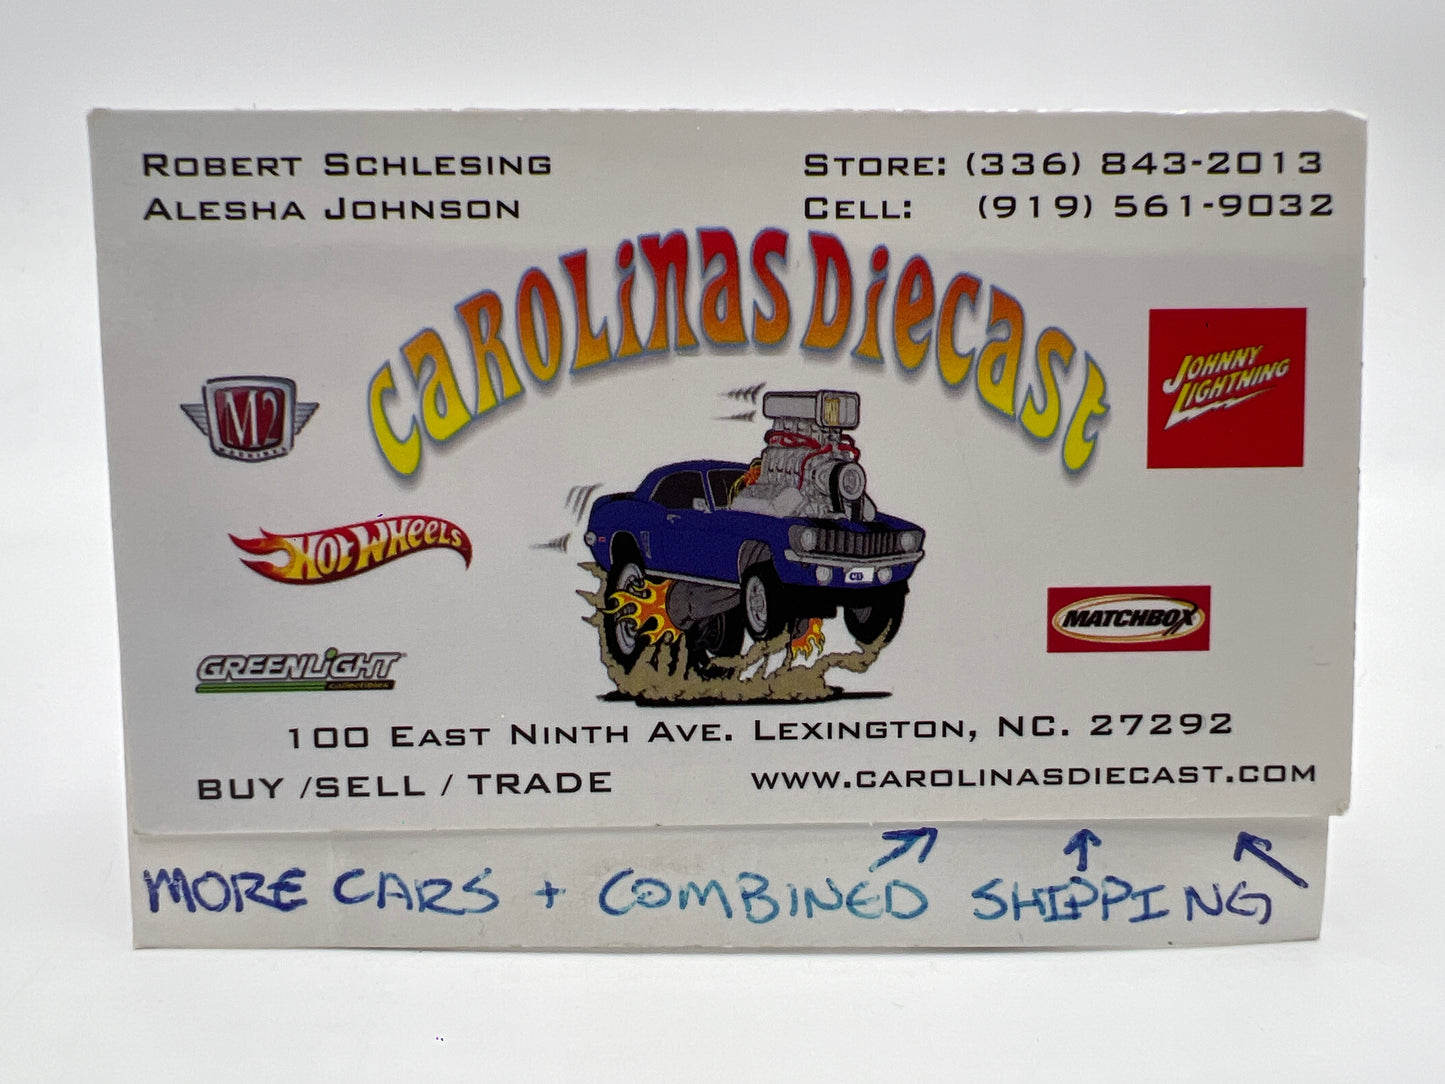 ROBERT SCHLESING
ALESHA JOHNSON
STORE: (336) 843-2013
CELL: (919) 561-9032
CAROLINAS DIECAST
M2
MACHINES
JOHNNY
LIGHTNING
HOT WHEELS
MATCHBOX
GREENLIGHT
collectibles
100 EAST NINTH AVE. LEXINGTON, NC. 27292
BUY /SELL / TRADE
WWW.CAROLINASDIECAST.COM
MORE CARS + COMBINED SHIPPING